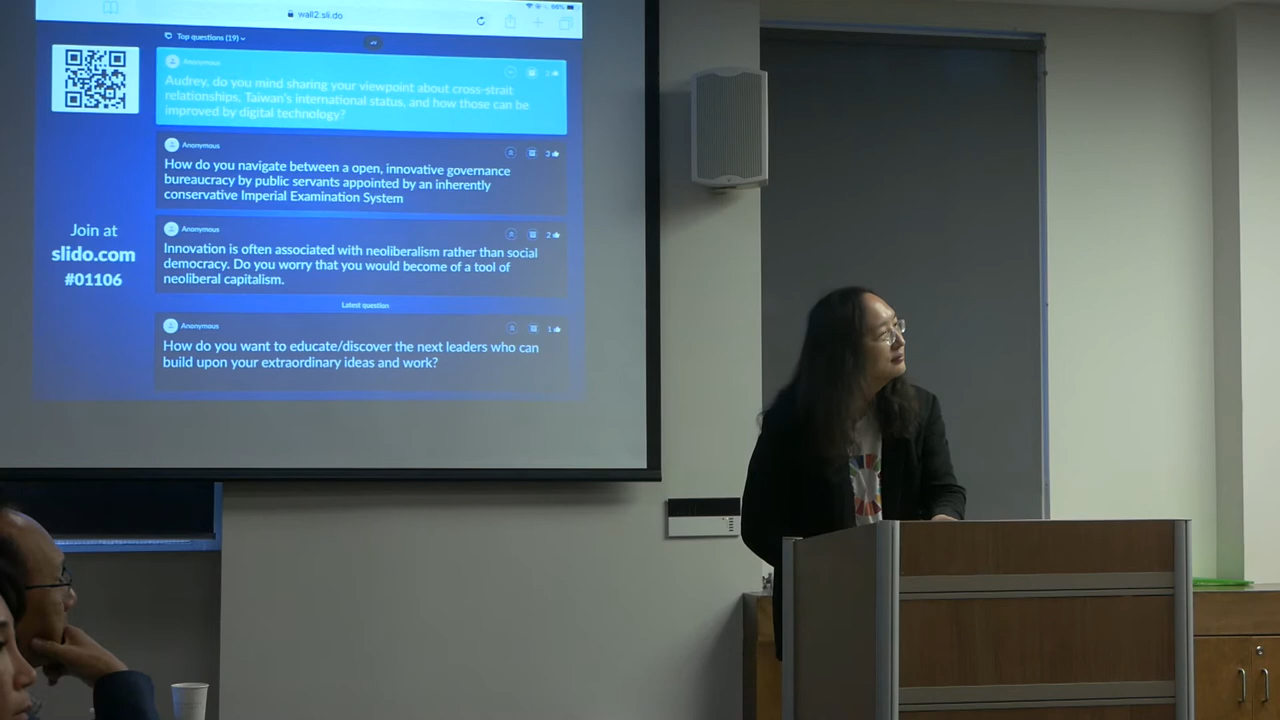 wall2.sli.do
66%
Top questions (19)
Anonymous
2
Audrey, do you mind sharing your viewpoint about cross-strait
relationships, Taiwan's international status, and how those can be
improved by digital technology?
Anonymous
3
How do you navigate between a open, innovative governance
bureaucracy by public servants appointed by an inherently
conservative Imperial Examination System
Anonymous
2
Innovation is often associated with neoliberalism rather than social
democracy. Do you worry that you would become of a tool of
neoliberal capitalism.
Latest question
Anonymous
1
How do you want to educate/discover the next leaders who can
build upon your extraordinary ideas and work?
Join at
slido.com
#01106